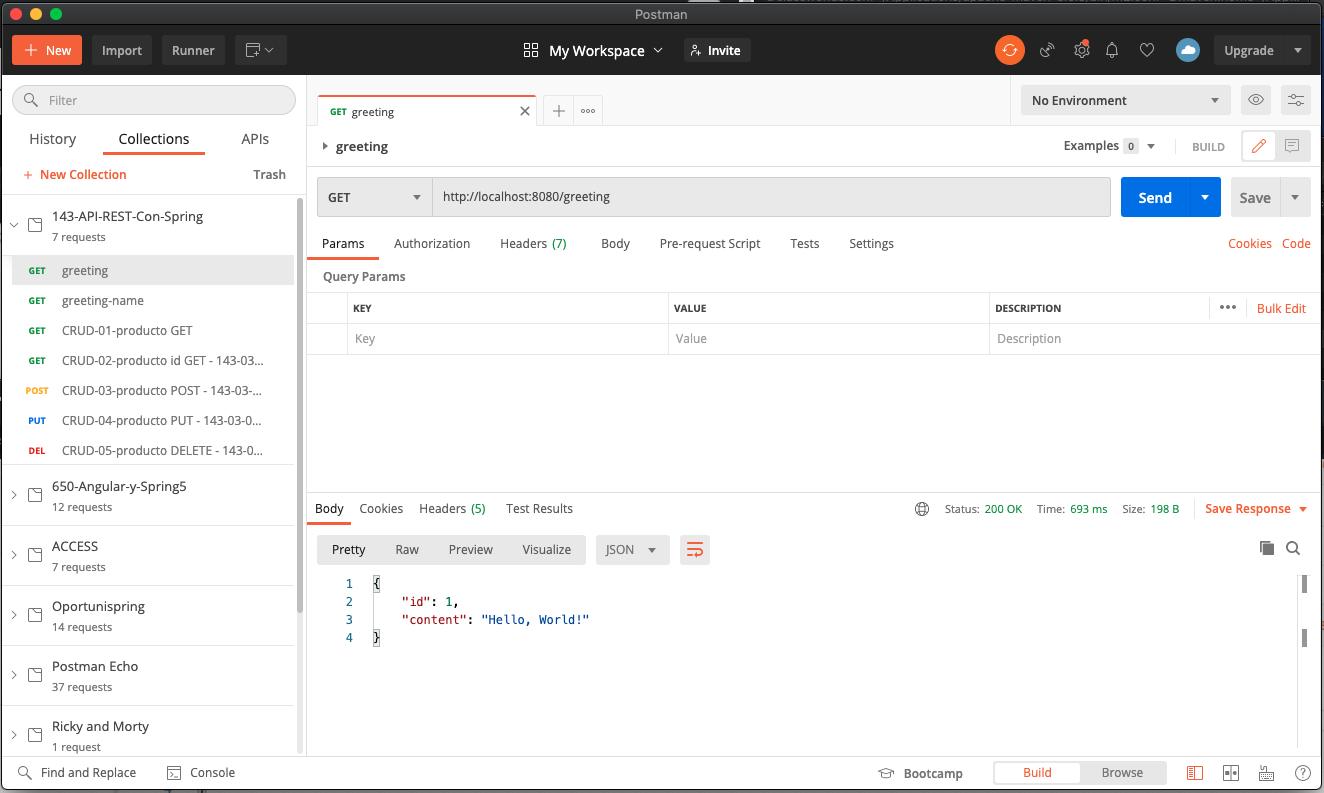 Postman
New Import Runner My Workspace Invite Upgrade
Filter
GET greeting
No Environment
History Collections APIs
greeting Examples 0 BUILD
New Collection Trash
143-API-REST-Con-Spring
7 requests
GET http://localhost:8080/greeting Send Save
Params Authorization Headers (7) Body Pre-request Script Tests Settings Cookies Code
Query Params
KEY VALUE DESCRIPTION Bulk Edit
Key Value Description
GET greeting
GET greeting-name
GET CRUD-01-producto GET
GET CRUD-02-producto id GET - 143-03...
POST CRUD-03-producto POST - 143-03-...
PUT CRUD-04-producto PUT - 143-03-0...
DEL CRUD-05-producto DELETE - 143-0...
650-Angular-y-Spring5
12 requests
ACCESS
7 requests
Oportunispring
14 requests
Postman Echo
37 requests
Ricky and Morty
1 request
Body Cookies Headers (5) Test Results Status: 200 OK Time: 693 ms Size: 198 B Save Response
Pretty Raw Preview Visualize JSON
1 {
2 "id": 1,
3 "content": "Hello, World!"
4 }
Find and Replace Console Bootcamp Build Browse